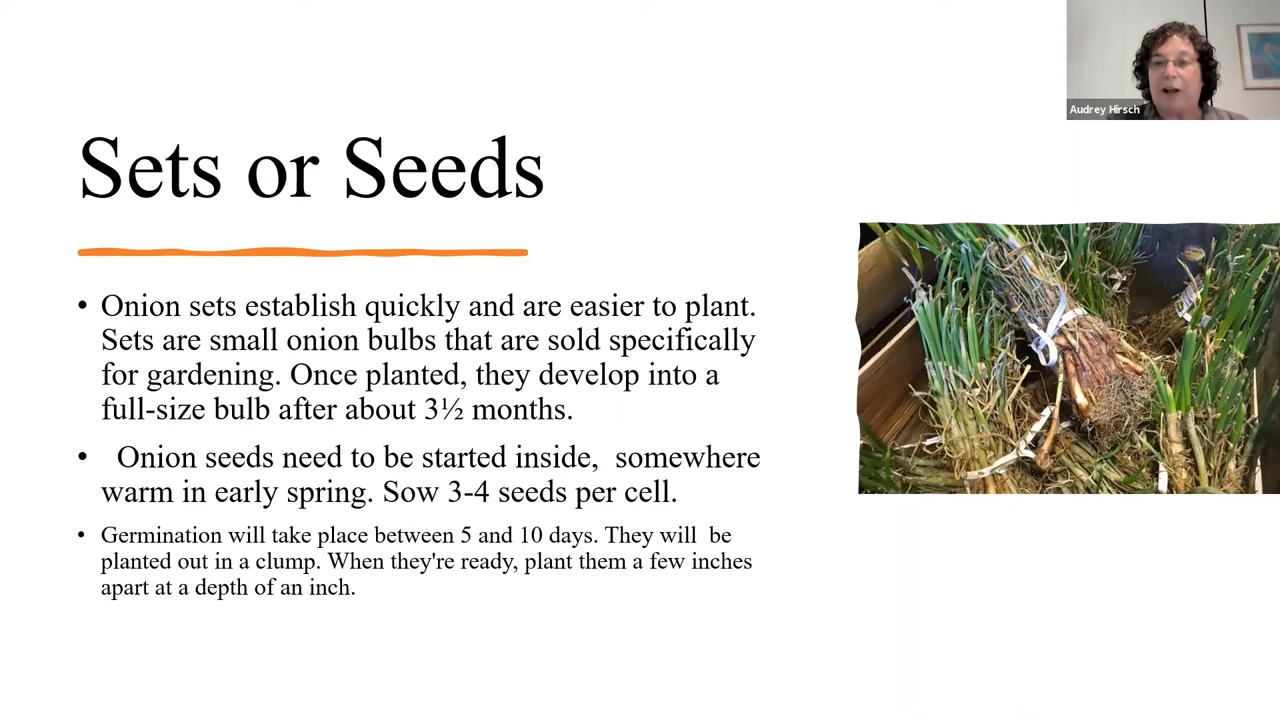 Audrey Hirsch
Sets or Seeds
• Onion sets establish quickly and are easier to plant.
Sets are small onion bulbs that are sold specifically
for gardening. Once planted, they develop into a
full-size bulb after about 3½ months.
• Onion seeds need to be started inside, somewhere
warm in early spring. Sow 3-4 seeds per cell.
• Germination will take place between 5 and 10 days. They will be
planted out in a clump. When they're ready, plant them a few inches
apart at a depth of an inch.